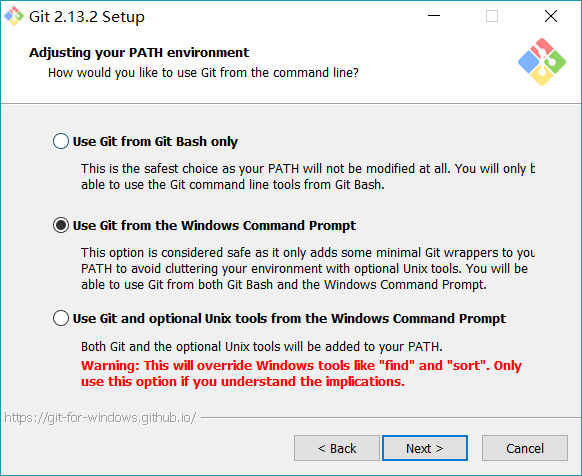 Git 2.13.2 Setup
Adjusting your PATH environment
How would you like to use Git from the command line?
Use Git from Git Bash only
This is the safest choice as your PATH will not be modified at all. You will only
able to use the Git command line tools from Git Bash.
Use Git from the Windows Command Prompt
This option is considered safe as it only adds some minimal Git wrappers to you
PATH to avoid cluttering your environment with optional Unix tools. You will be
able to use Git from both Git Bash and the Windows Command Prompt.
Use Git and optional Unix tools from the Windows Command Prompt
Both Git and the optional Unix tools will be added to your PATH.
Warning: This will override Windows tools like "find" and "sort". Only
use this option if you understand the implications.
https://git-for-windows.github.io/
< Back
Next >
Cancel